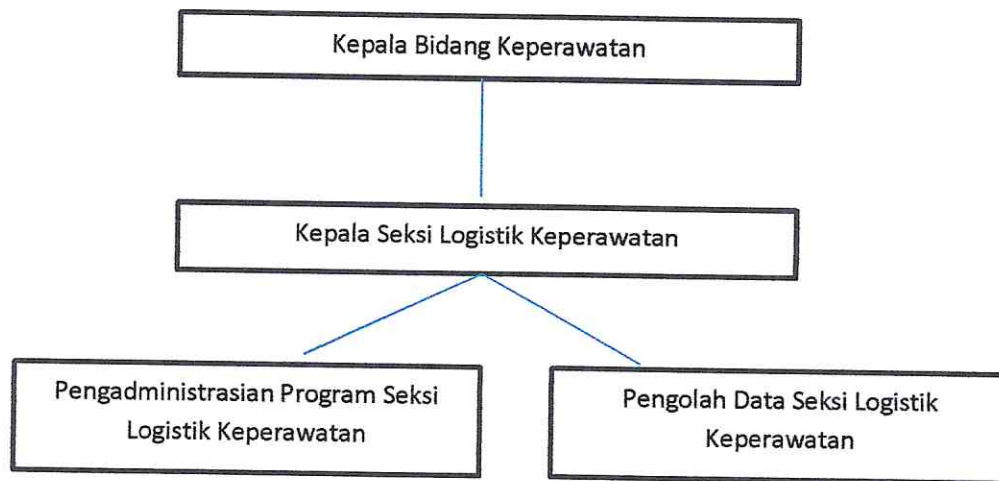 Kepala Bidang Keperawatan
Kepala Seksi Logistik Keperawatan
Pengadministrasian Program Seksi
Logistik Keperawatan
Pengolah Data Seksi Logistik
Keperawatan